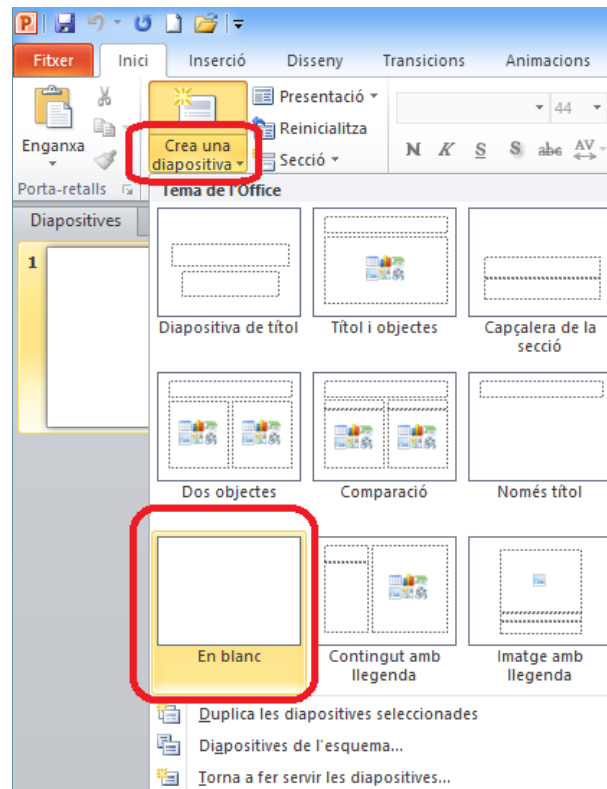 Fitxer Inici Inserció Disseny Transicions Animacions
Enganxa
Crea una
diapositiva
Presentació
Reinicialitza
Secció
44
N K S S abc AV
Porta-retalls
Tema de l'Office
Diapositives
1
Diapositiva de títol Títol i objectes Capçalera de la
secció
Dos objectes Comparació Només títol
En blanc Contingut amb
llegenda Imatge amb
llegenda
Duplica les diapositives seleccionades
Diapositives de l'esquema...
Torna a fer servir les diapositives...